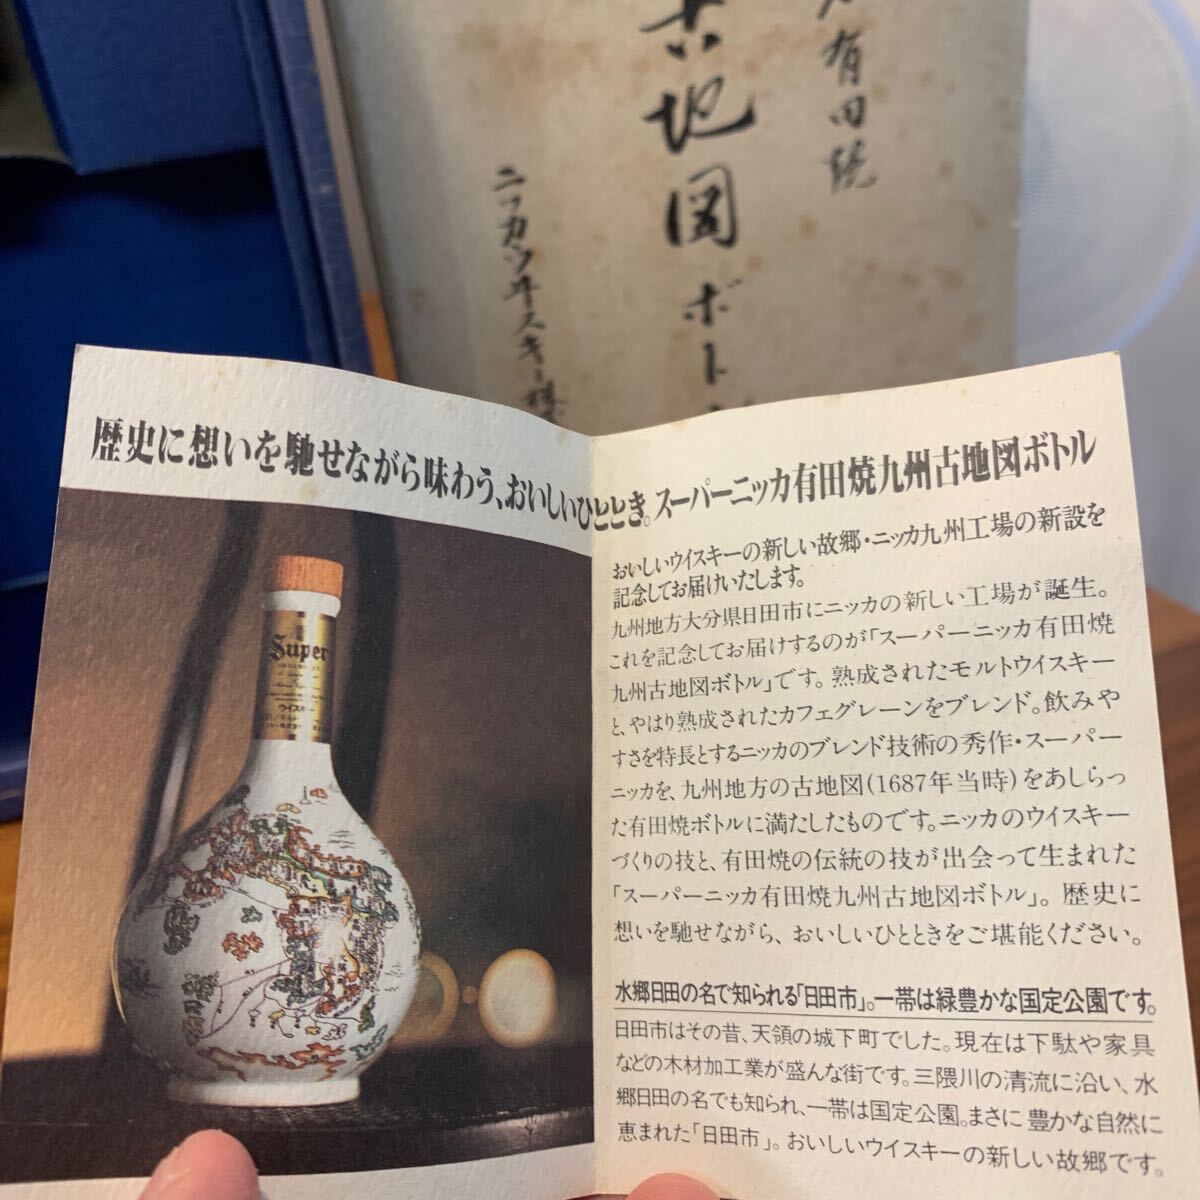 有田焼
古地図ボト
ニッカウヰスキー
歴史に想いを馳せながら味わう、おいしいひととき。スーパーニッカ有田焼九州古地図ボトル
Super
ウイスキー
おいしいウイスキーの新しい故郷・ニッカ九州工場の新設を
記念してお届けいたします。
九州地方大分県日田市にニッカの新しい工場が誕生。
これを記念してお届けするのが「スーパーニッカ有田焼
九州古地図ボトル」です。熟成されたモルトウイスキー
と、やはり熟成されたカフェグレーンをブレンド。飲みや
すさを特長とするニッカのブレンド技術の秀作・スーパー
ニッカを、九州地方の古地図(1687年当時)をあしらっ
た有田焼ボトルに満たしたものです。ニッカのウイスキー
づくりの技と、有田焼の伝統の技が出会って生まれた
「スーパーニッカ有田焼九州古地図ボトル」。歴史に
想いを馳せながら、おいしいひとときをご堪能ください。
水郷日田の名で知られる「日田市」。一帯は緑豊かな国定公園です。
日田市はその昔、天領の城下町でした。現在は下駄や家具
などの木材加工業が盛んな街です。三隈川の清流に沿い、水
郷日田の名でも知られ、一帯は国定公園。まさに豊かな自然に
恵まれた「日田市」。おいしいウイスキーの新しい故郷です。